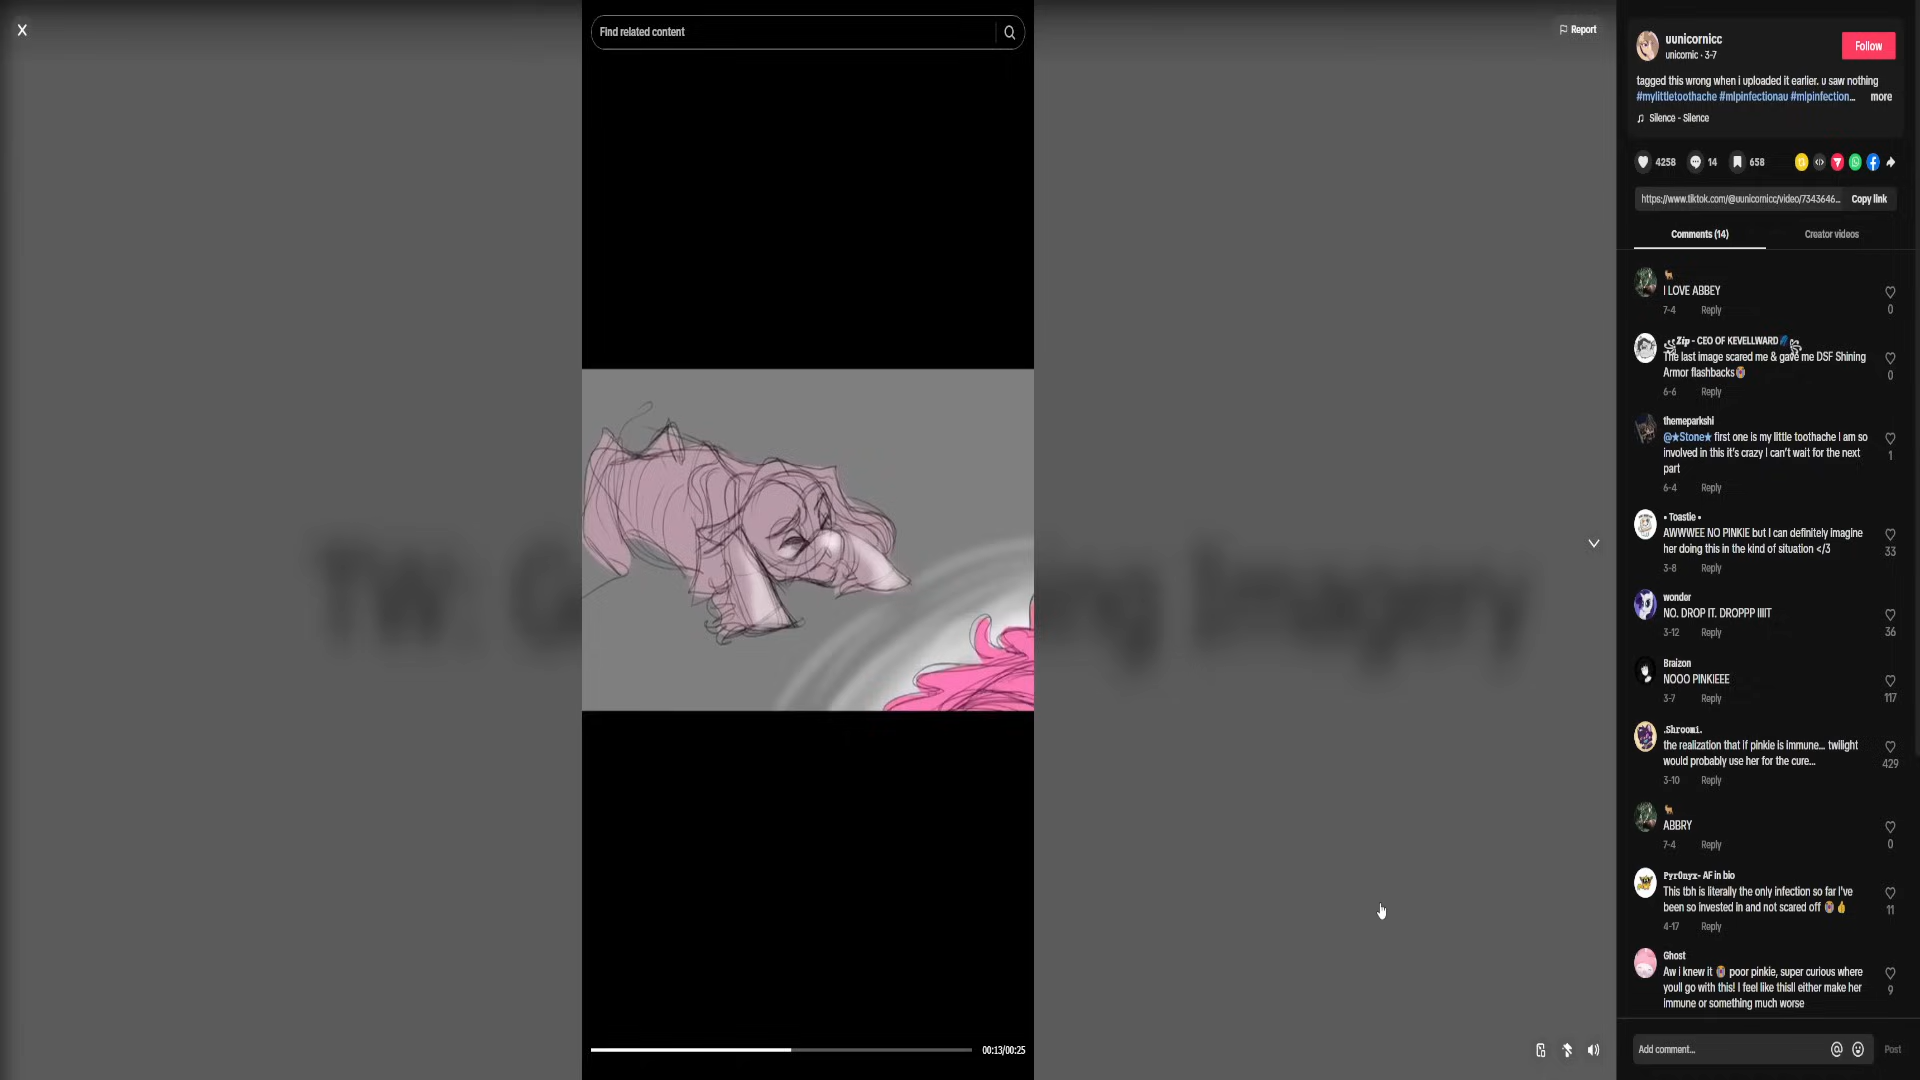 Find related content
Report
uunicornicc
unicornic · 3-7
Follow
tagged this wrong when i uploaded it earlier. u saw nothing
#mylittletoothache #mlpinfectionau #mlpinfection... more
Silence - Silence
4258
14
658
https://www.tiktok.com/@uunicornicc/video/7343646...
Copy link
Comments (14)
Creator videos
I LOVE ABBEY
7-4 Reply
0
Zip - CEO OF KEVELLWARD
The last image scared me & gave me DSF Shining
Armor flashbacks
0
6-6 Reply
themeparkshi
@★Stone★ first one is my little toothache I am so
involved in this it's crazy I can't wait for the next
part
1
6-4 Reply
• Toastie •
AWWWEE NO PINKIE but I can definitely imagine
her doing this in the kind of situation </3
33
3-8 Reply
wonder
NO. DROP IT. DROPPP IIIIT
3-12 Reply
36
Braizon
NOOO PINKIEEE
3-7 Reply
117
.Shroomi.
the realization that if pinkie is immune... twilight
would probably use her for the cure...
429
3-10 Reply
ABBRY
7-4 Reply
0
Pyr0nyx- AF in bio
This tbh is literally the only infection so far I've
been so invested in and not scared off
11
4-17 Reply
Ghost
Aw i knew it poor pinkie, super curious where
youll go with this! I feel like thisll either make her
immune or something much worse
9
TW: G ing Imagery
00:13/00:25
Add comment...
Post